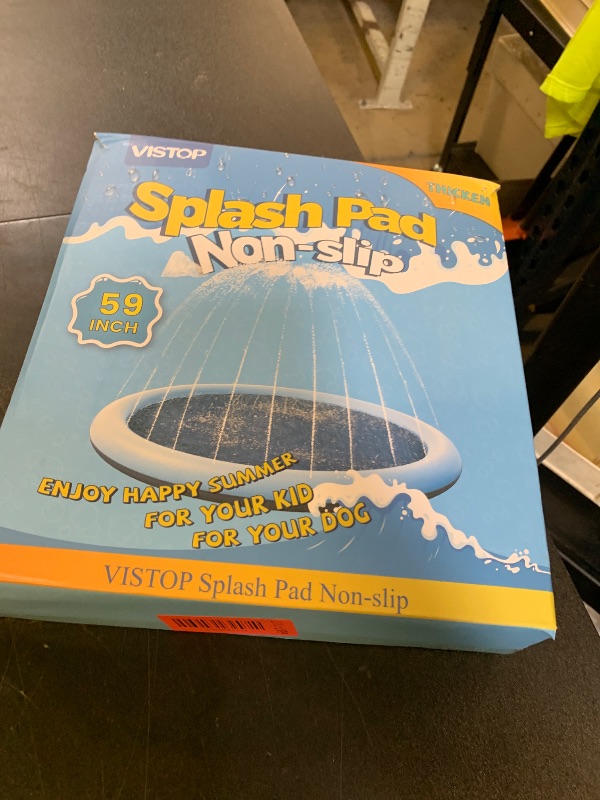 VISTOP
THICKEN
Splash Pad
Non-slip
59
INCH
ENJOY HAPPY SUMMER
FOR YOUR KID
FOR YOUR DOG
VISTOP Splash Pad Non-slip